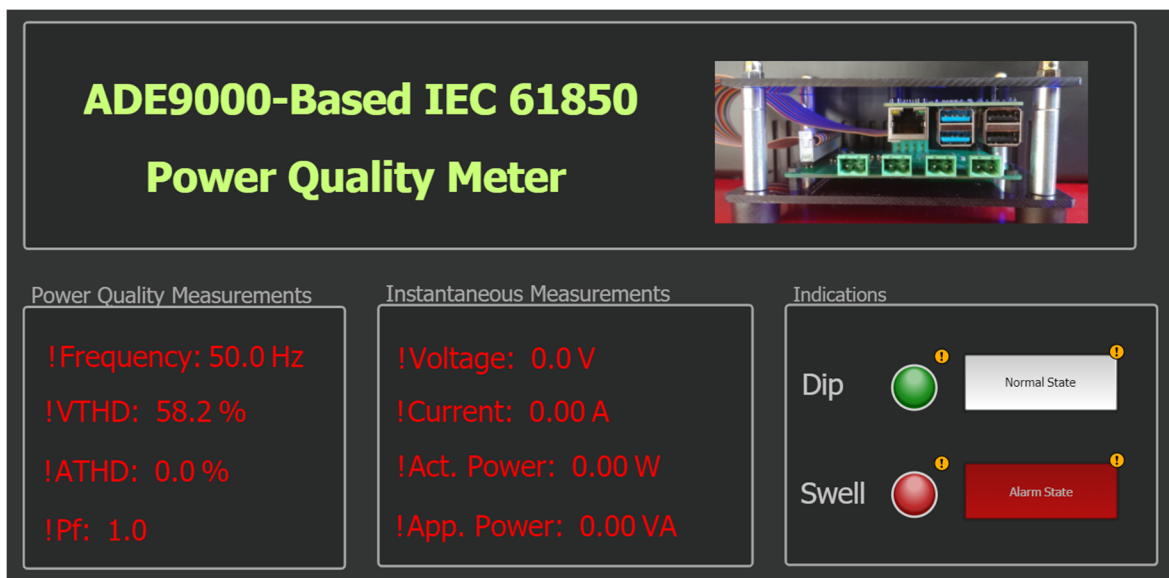 ADE9000-Based IEC 61850
Power Quality Meter
Power Quality Measurements
!Frequency: 50.0 Hz
!VTHD: 58.2 %
!ATHD: 0.0 %
!Pf: 1.0
Instantaneous Measurements
!Voltage: 0.0 V
!Current: 0.00 A
!Act. Power: 0.00 W
!App. Power: 0.00 VA
Indications
Dip
!
!
Normal State
Swell
!
!
Alarm State